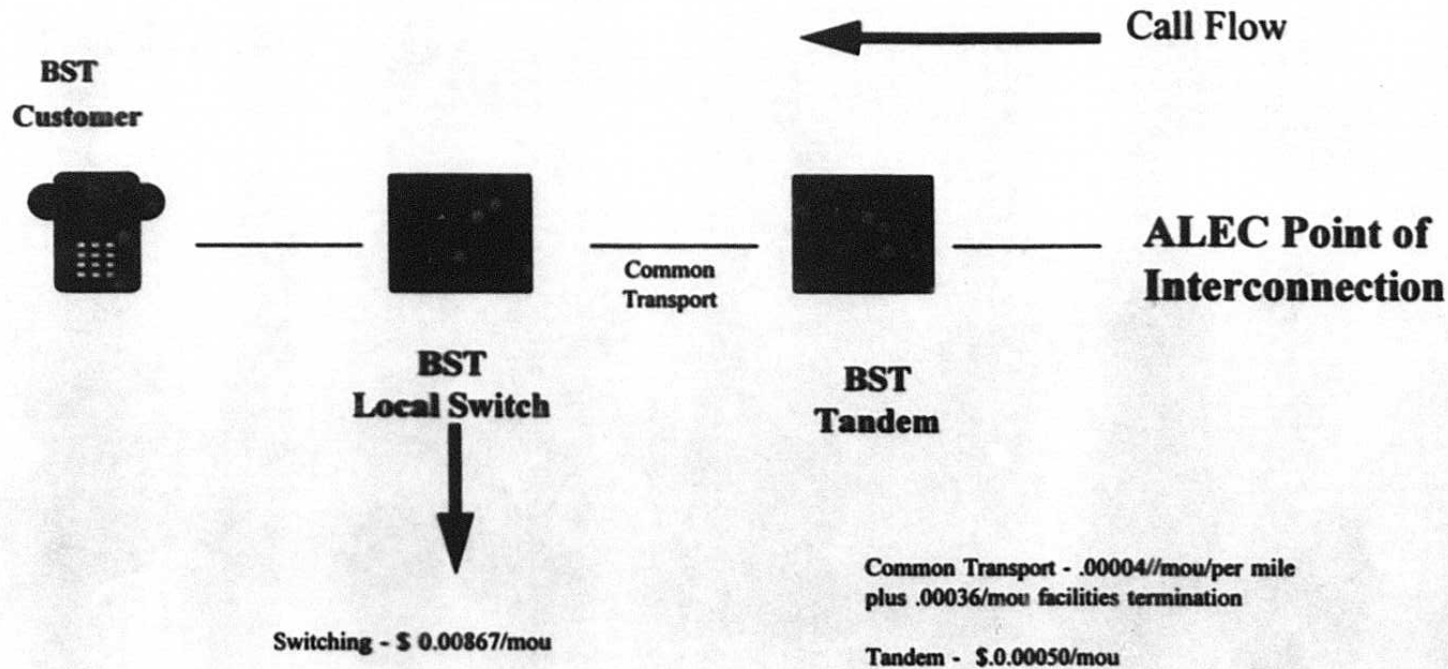 Call Flow
BST
Customer
Common
Transport
ALEC Point of
Interconnection
BST
Local Switch
BST
Tandem
Common Transport - .00004//mou/per mile
plus .00036/mou facilities termination
Switching - $ 0.00867/mou
Tandem - $.0.00050/mou